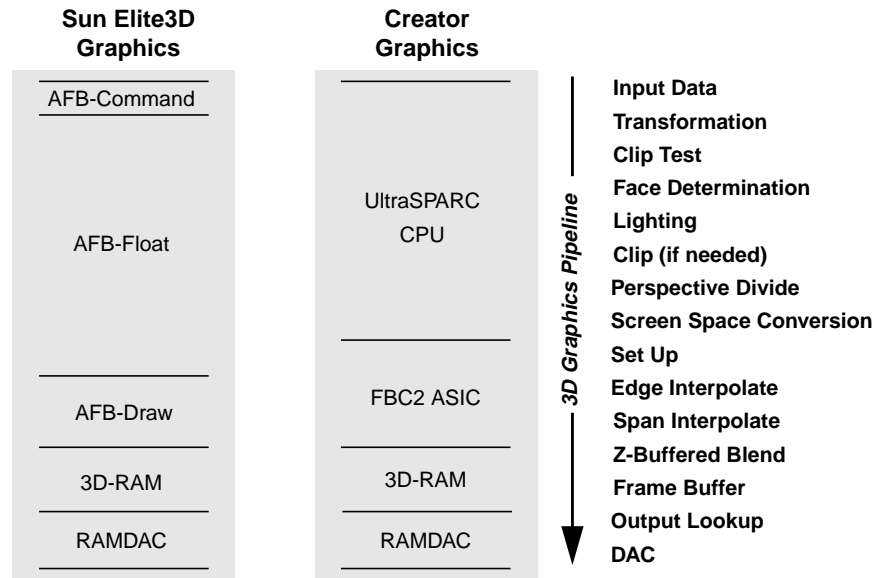 Sun Elite3D
Graphics
Creator
Graphics
AFB-Command
AFB-Float
AFB-Draw
3D-RAM
RAMDAC
UltraSPARC
CPU
FBC2 ASIC
3D-RAM
RAMDAC
3D Graphics Pipeline
Input Data
Transformation
Clip Test
Face Determination
Lighting
Clip (if needed)
Perspective Divide
Screen Space Conversion
Set Up
Edge Interpolate
Span Interpolate
Z-Buffered Blend
Frame Buffer
Output Lookup
DAC